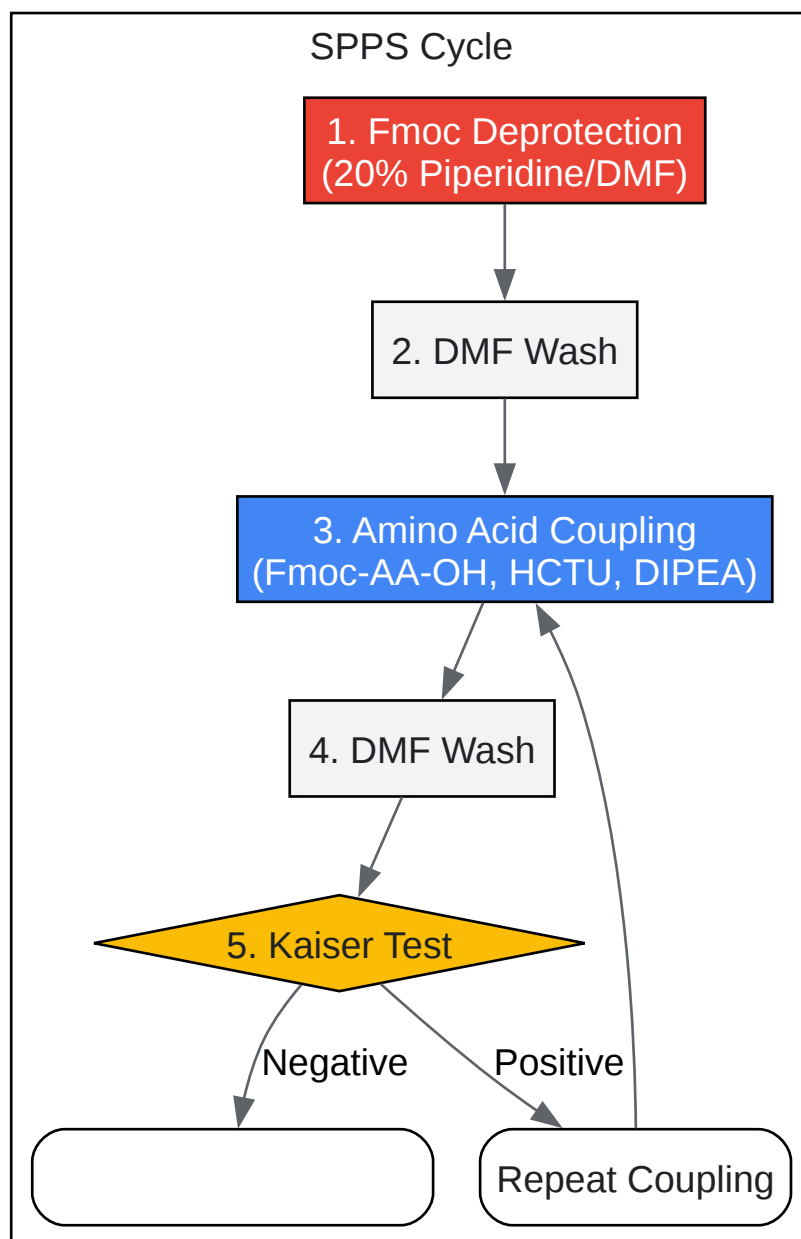 SPPS Cycle
1. Fmoc Deprotection
(20% Piperidine/DMF)
2. DMF Wash
3. Amino Acid Coupling
(Fmoc-AA-OH, HCTU, DIPEA)
4. DMF Wash
5. Kaiser Test
Negative
Positive
Repeat Coupling